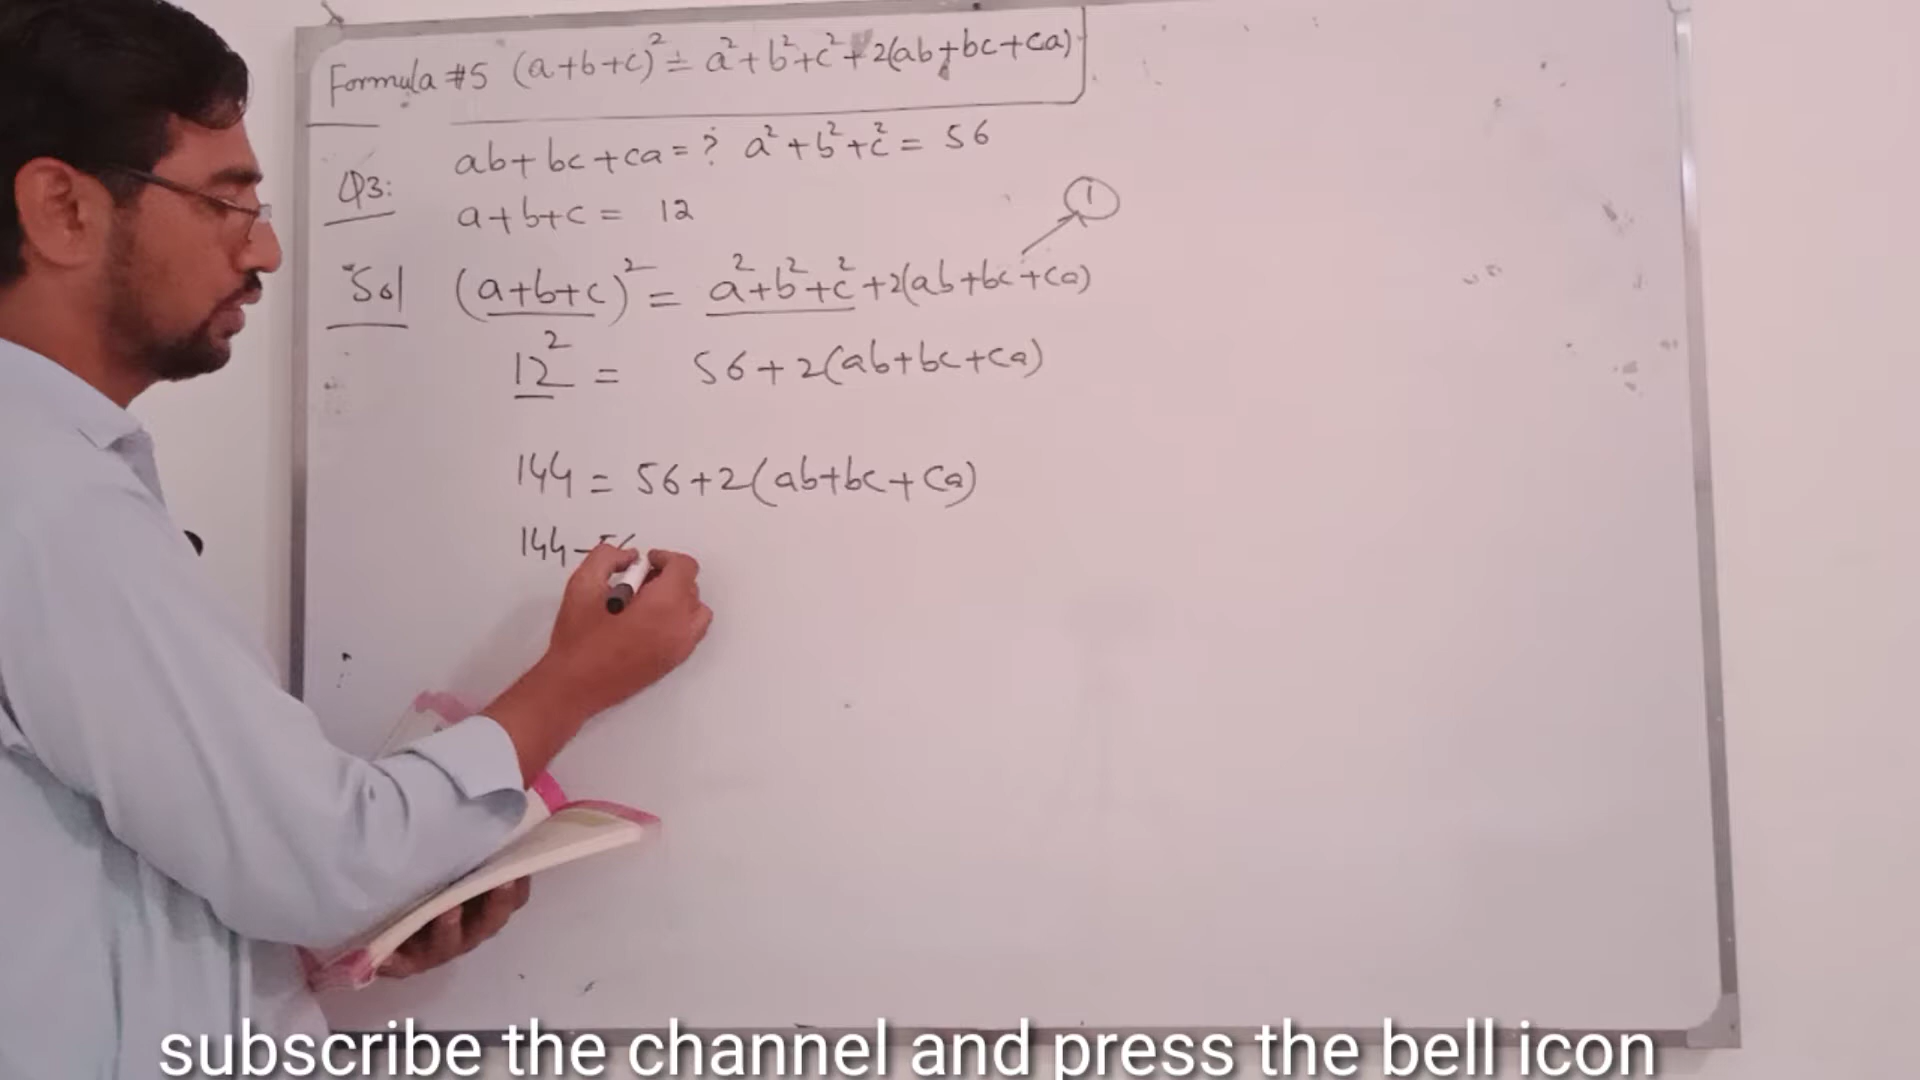 Formula #5 (a+b+c)² = a²+b²+c²+2(ab+bc+ca)
Q3: ab+bc+ca=? a²+b²+c²= 56
a+b+c= 12
1
Sol (a+b+c)² = a²+b²+c²+2(ab+bc+ca)
12² = 56+2(ab+bc+ca)
144 = 56+2(ab+bc+ca)
144-56
subscribe the channel and press the bell icon